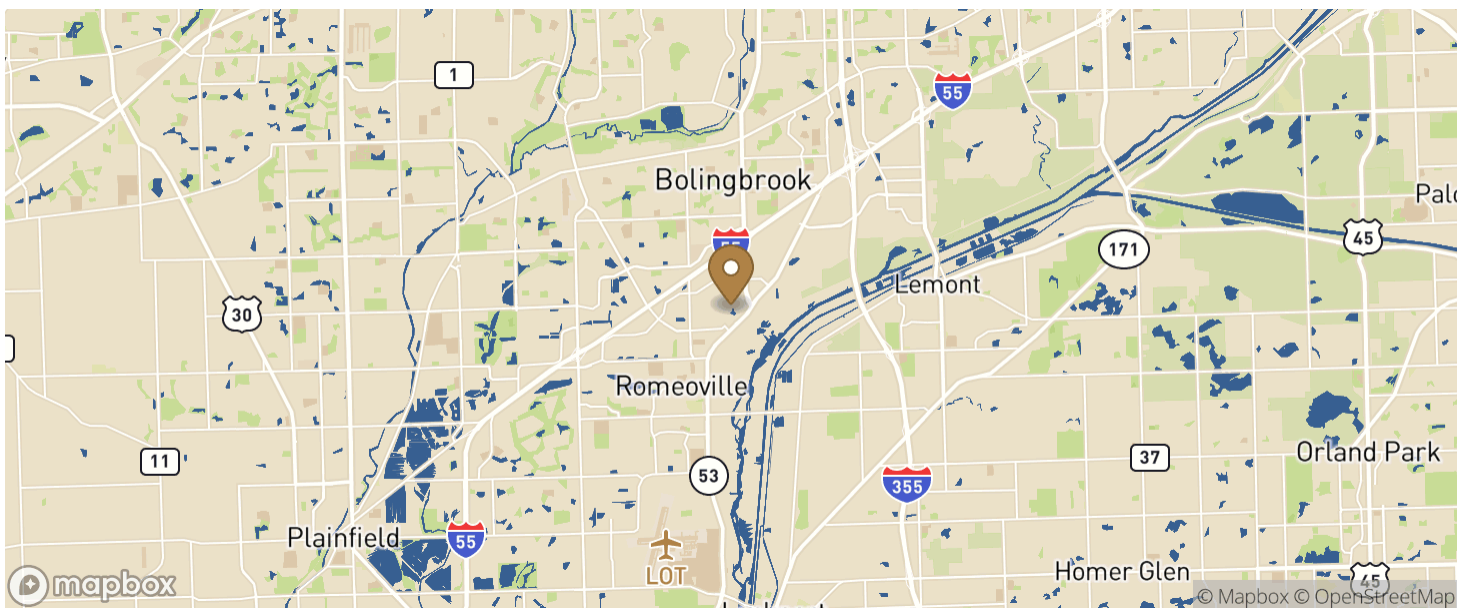 1
55
Bolingbrook
Palo
55
171
45
Lemont
30
Romeoville
11
53
355
37
Orland Park
Plainfield
55
LOT
Homer Glen
45
mapbox
© Mapbox © OpenStreetMap